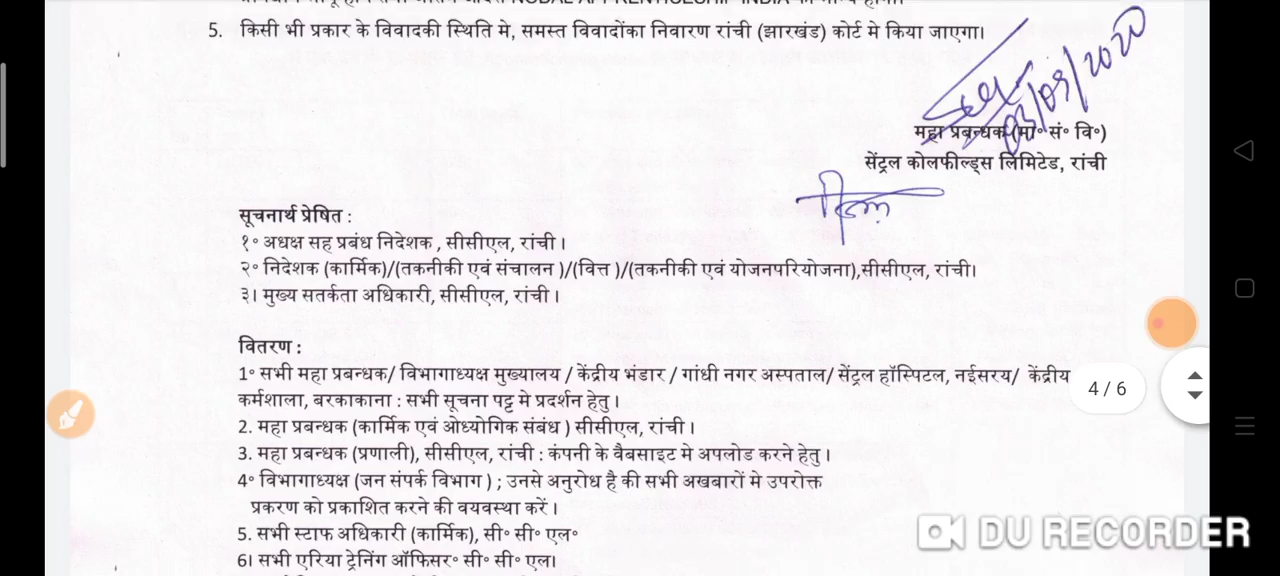 5. किसी भी प्रकार के विवादकी स्थिति मे, समस्त विवादोंका निवारण रांची (झारखंड) कोर्ट मे किया जाएगा।
महा प्रबन्धक (मा॰ सं॰ वि॰)
सेंट्रल कोलफील्ड्स लिमिटेड, रांची
सूचनार्थ प्रेषित :
१॰ अधक्ष सह प्रबंध निदेशक , सीसीएल, रांची ।
२॰ निदेशक (कार्मिक)/(तकनीकी एवं संचालन )/(वित्त )/(तकनीकी एवं योजनपरियोजना),सीसीएल, रांची।
३। मुख्य सतर्कता अधिकारी, सीसीएल, रांची ।
वितरण :
1॰ सभी महा प्रबन्धक/ विभागाध्यक्ष मुख्यालय / केंद्रीय भंडार / गांधी नगर अस्पताल/ सेंट्रल हॉस्पिटल, नईसरय/ केंद्रीय
कर्मशाला, बरकाकाना : सभी सूचना पट्ट मे प्रदर्शन हेतु ।
2. महा प्रबन्धक (कार्मिक एवं ओध्योगिक संबंध ) सीसीएल, रांची ।
3. महा प्रबन्धक (प्रणाली), सीसीएल, रांची : कंपनी के वैबसाइट मे अपलोड करने हेतु ।
4॰ विभागाध्यक्ष (जन संपर्क विभाग ) ; उनसे अनुरोध है की सभी अखबारों मे उपरोक्त
प्रकरण को प्रकाशित करने की वयवस्था करें ।
5. सभी स्टाफ अधिकारी (कार्मिक), सी॰ सी॰ एल॰
6। सभी एरिया ट्रेनिंग ऑफिसर॰ सी॰ सी॰ एल।
4 / 6
DU RECORDER